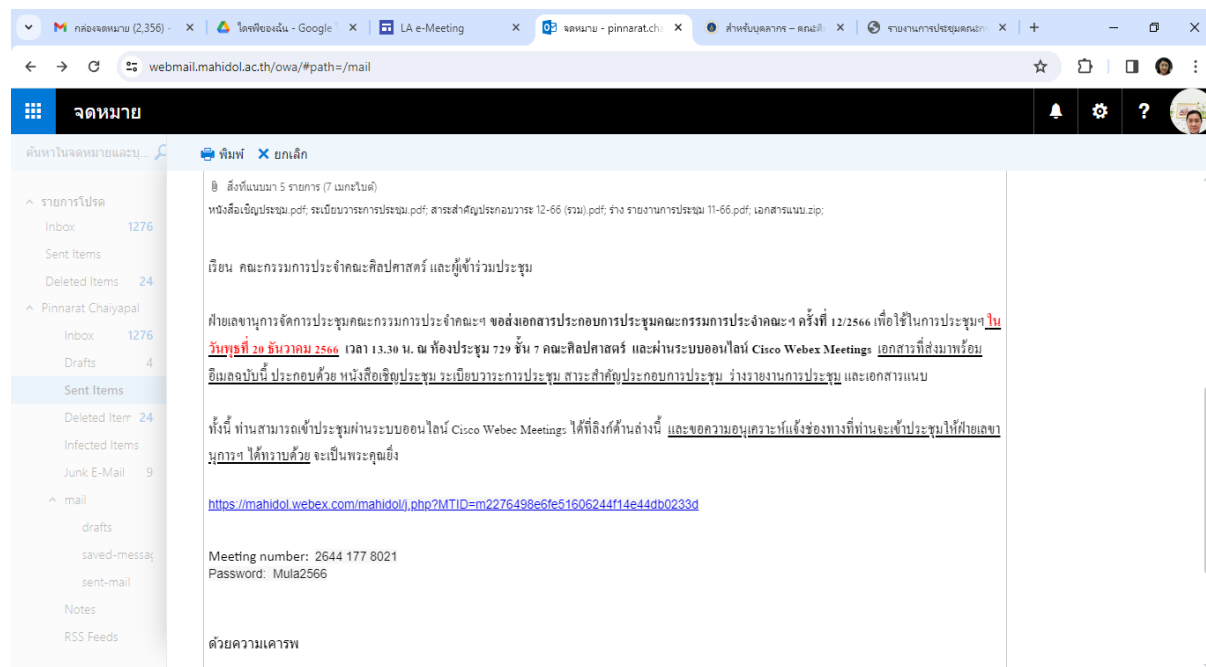 กล่องจดหมาย (2,356) -
ไดรฟ์ของฉัน - Google
LA e-Meeting
จดหมาย - pinnarat.ch
สำหรับบุคลากร – คณะศิ
รายงานการประชุมคณะก
webmail.mahidol.ac.th/owa/#path=/mail
จดหมาย
?
ค้นหาในจดหมายและบุ...
พิมพ์
ยกเลิก
สิ่งที่แนบมา 5 รายการ (7 เมกะไบต์)
หนังสือเชิญประชุม.pdf; ระเบียบวาระการประชุม.pdf; สาระสำคัญประกอบวาระ 12-66 (รวม).pdf; ร่าง รายงานการประชุม 11-66.pdf; เอกสารแนบ.zip;
รายการโปรด
Inbox 1276
Sent Items
Deleted Items 24
Pinnarat Chaiyapal
Inbox 1276
Drafts 4
Sent Items
Deleted Iterr 24
Infected Items
Junk E-Mail 9
mail
drafts
saved-messag
sent-mail
Notes
RSS Feeds
เรียน คณะกรรมการประจำคณะศิลปศาสตร์ และผู้เข้าร่วมประชุม
ฝ่ายเลขานุการจัดการประชุมคณะกรรมการประจำคณะฯ ขอส่งเอกสารประกอบการประชุมคณะกรรมการประจำคณะฯ ครั้งที่ 12/2566 เพื่อใช้ในการประชุมฯ ใน
วันพุธที่ 20 ธันวาคม 2566 เวลา 13.30 น. ณ ห้องประชุม 729 ชั้น 7 คณะศิลปศาสตร์ และผ่านระบบออนไลน์ Cisco Webex Meetings เอกสารที่ส่งมาพร้อม
อีเมลฉบับนี้ ประกอบด้วย หนังสือเชิญประชุม ระเบียบวาระการประชุม สาระสำคัญประกอบการประชุม ร่างรายงานการประชุม และเอกสารแนบ
ทั้งนี้ ท่านสามารถเข้าประชุมผ่านระบบออนไลน์ Cisco Webec Meetings ได้ที่ลิงก์ด้านล่างนี้ และขอความอนุเคราะห์แจ้งช่องทางที่ท่านจะเข้าประชุมให้ฝ่ายเลขา
นุการฯ ได้ทราบด้วย จะเป็นพระคุณยิ่ง
https://mahidol.webex.com/mahidol/j.php?MTID=m2276498e6fe51606244f14e44db0233d
Meeting number: 2644 177 8021
Password: Mula2566
ด้วยความเคารพ